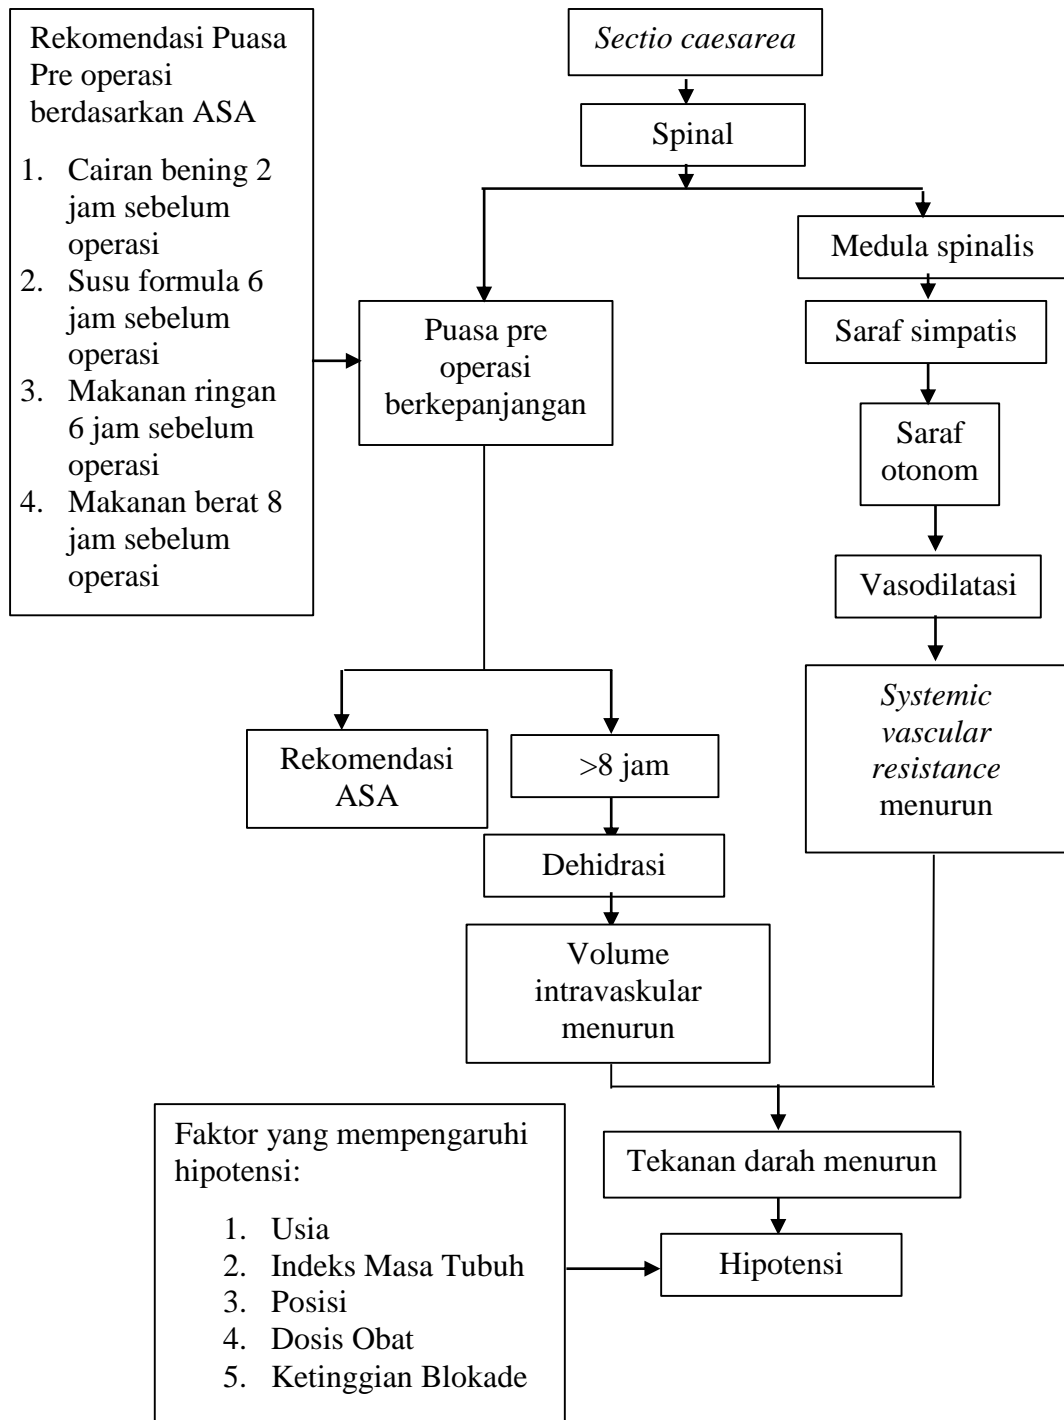 Rekomendasi Puasa
Pre operasi
berdasarkan ASA
1. Cairan bening 2
jam sebelum
operasi
2. Susu formula 6
jam sebelum
operasi
3. Makanan ringan
6 jam sebelum
operasi
4. Makanan berat 8
jam sebelum
operasi
Sectio caesarea
Spinal
Puasa pre
operasi
berkepanjangan
Medula spinalis
Saraf simpatis
Saraf
otonom
Vasodilatasi
Systemic
vascular
resistance
menurun
Rekomendasi
ASA
>8 jam
Dehidrasi
Volume
intravaskular
menurun
Tekanan darah menurun
Hipotensi
Faktor yang mempengaruhi
hipotensi:
1. Usia
2. Indeks Masa Tubuh
3. Posisi
4. Dosis Obat
5. Ketinggian Blokade